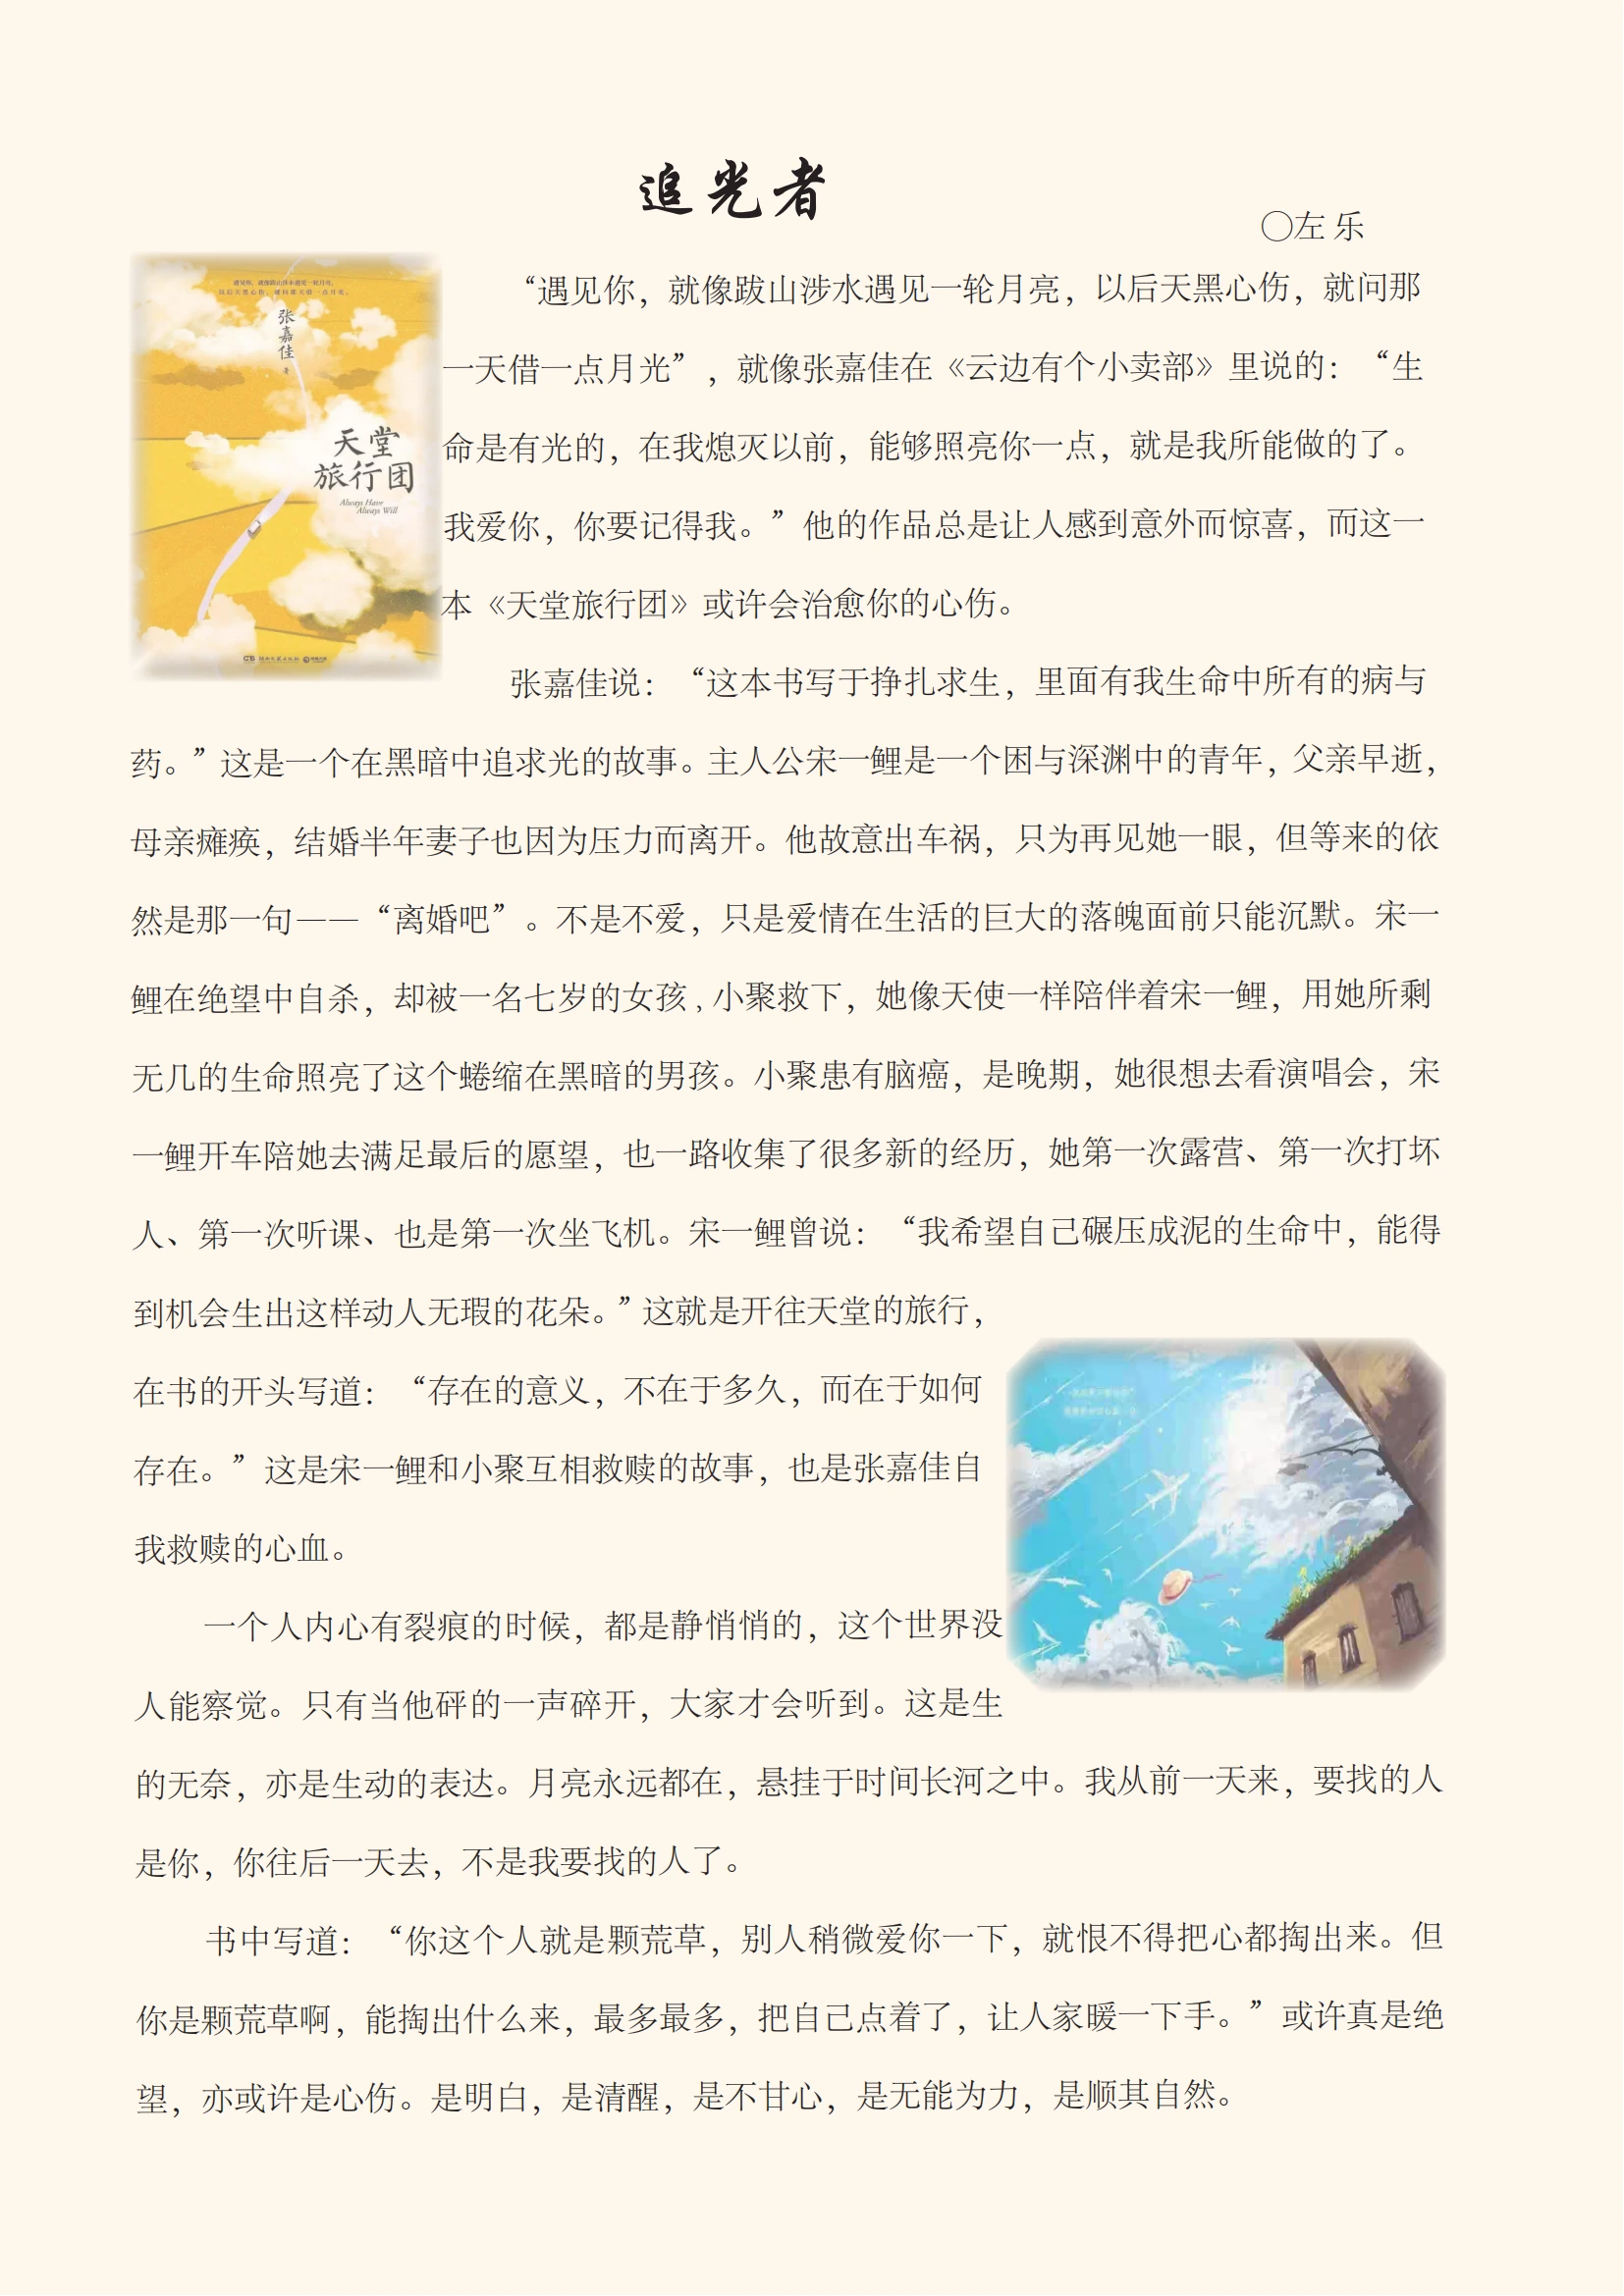 追光者
〇左 乐
遇见你，就像跋山涉水遇见一轮月亮，
以后天黑心伤，就问那天借一点月光。
张嘉佳
著
天堂
旅行团
Always Have
Always Will
“遇见你，就像跋山涉水遇见一轮月亮，以后天黑心伤，就问那
一天借一点月光”，就像张嘉佳在《云边有个小卖部》里说的：“生
命是有光的，在我熄灭以前，能够照亮你一点，就是我所能做的了。
我爱你，你要记得我。”他的作品总是让人感到意外而惊喜，而这一
本《天堂旅行团》或许会治愈你的心伤。
张嘉佳说：“这本书写于挣扎求生，里面有我生命中所有的病与
药。”这是一个在黑暗中追求光的故事。主人公宋一鲤是一个困与深渊中的青年，父亲早逝，
母亲瘫痪，结婚半年妻子也因为压力而离开。他故意出车祸，只为再见她一眼，但等来的依
然是那一句——“离婚吧”。不是不爱，只是爱情在生活的巨大的落魄面前只能沉默。宋一
鲤在绝望中自杀，却被一名七岁的女孩,小聚救下，她像天使一样陪伴着宋一鲤，用她所剩
无几的生命照亮了这个蜷缩在黑暗的男孩。小聚患有脑癌，是晚期，她很想去看演唱会，宋
一鲤开车陪她去满足最后的愿望，也一路收集了很多新的经历，她第一次露营、第一次打坏
人、第一次听课、也是第一次坐飞机。宋一鲤曾说：“我希望自己碾压成泥的生命中，能得
到机会生出这样动人无瑕的花朵。”这就是开往天堂的旅行，
在书的开头写道：“存在的意义，不在于多久，而在于如何
存在。”这是宋一鲤和小聚互相救赎的故事，也是张嘉佳自
我救赎的心血。
一个人内心有裂痕的时候，都是静悄悄的，这个世界没
人能察觉。只有当他砰的一声碎开，大家才会听到。这是生
的无奈，亦是生动的表达。月亮永远都在，悬挂于时间长河之中。我从前一天来，要找的人
是你，你往后一天去，不是我要找的人了。
书中写道：“你这个人就是颗荒草，别人稍微爱你一下，就恨不得把心都掏出来。但
你是颗荒草啊，能掏出什么来，最多最多，把自己点着了，让人家暖一下手。”或许真是绝
望，亦或许是心伤。是明白，是清醒，是不甘心，是无能为力，是顺其自然。